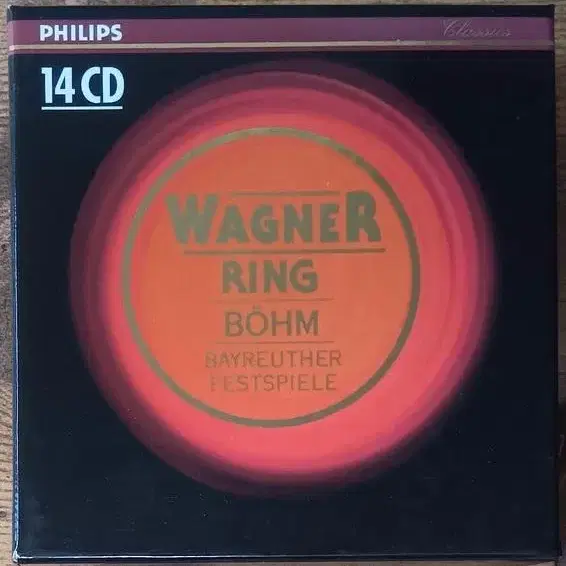 PHILIPS
Classics
14 CD
WAGNER
RING
BÖHM
BAYREUTHER
FESTSPIELE